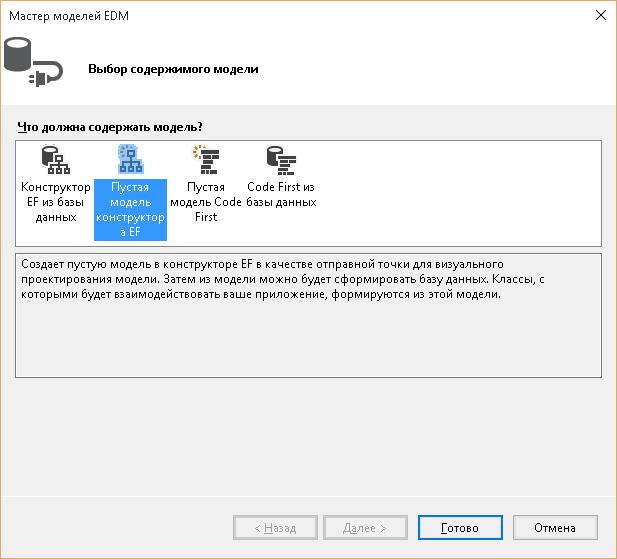 Мастер моделей EDM
Выбор содержимого модели
Что должна содержать модель?
Конструктор
EF из базы
данных
Пустая
модель
конструктор
а EF
Пустая
модель Code
First
Code First из
базы данных
Создает пустую модель в конструкторе EF в качестве отправной точки для визуального
проектирования модели. Затем из модели можно будет сформировать базу данных. Классы, с
которыми будет взаимодействовать ваше приложение, формируются из этой модели.
< Назад
Далее >
Готово
Отмена